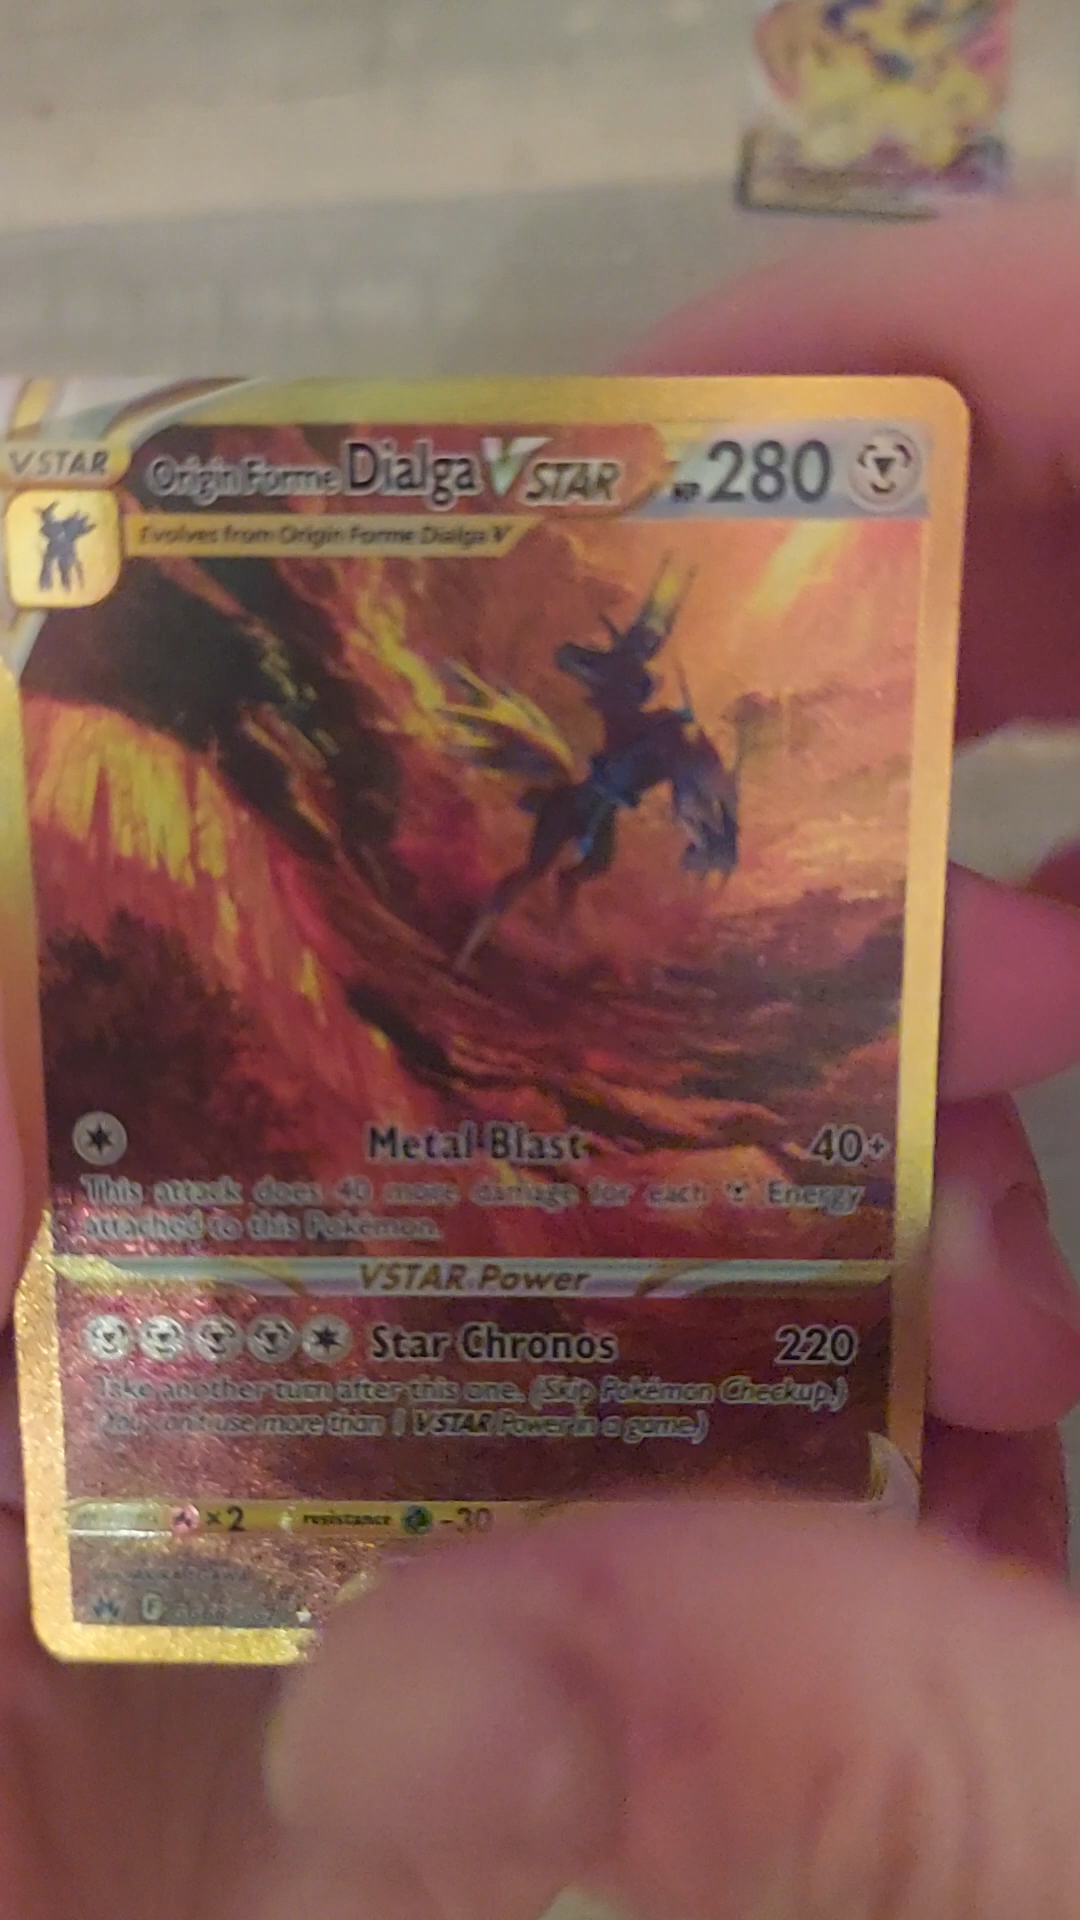 VSTAR
Origin Forme Dialga VSTAR HP 280
Evolves from Origin Forme Dialga V
Metal Blast 40+
This attack does 40 more damage for each Energy
attached to this Pokémon.
VSTAR Power
Star Chronos 220
Take another turn after this one. (Skip Pokémon Checkup.)
(You can't use more than 1 VSTAR Power in a game.)
×2 resistance -30
F